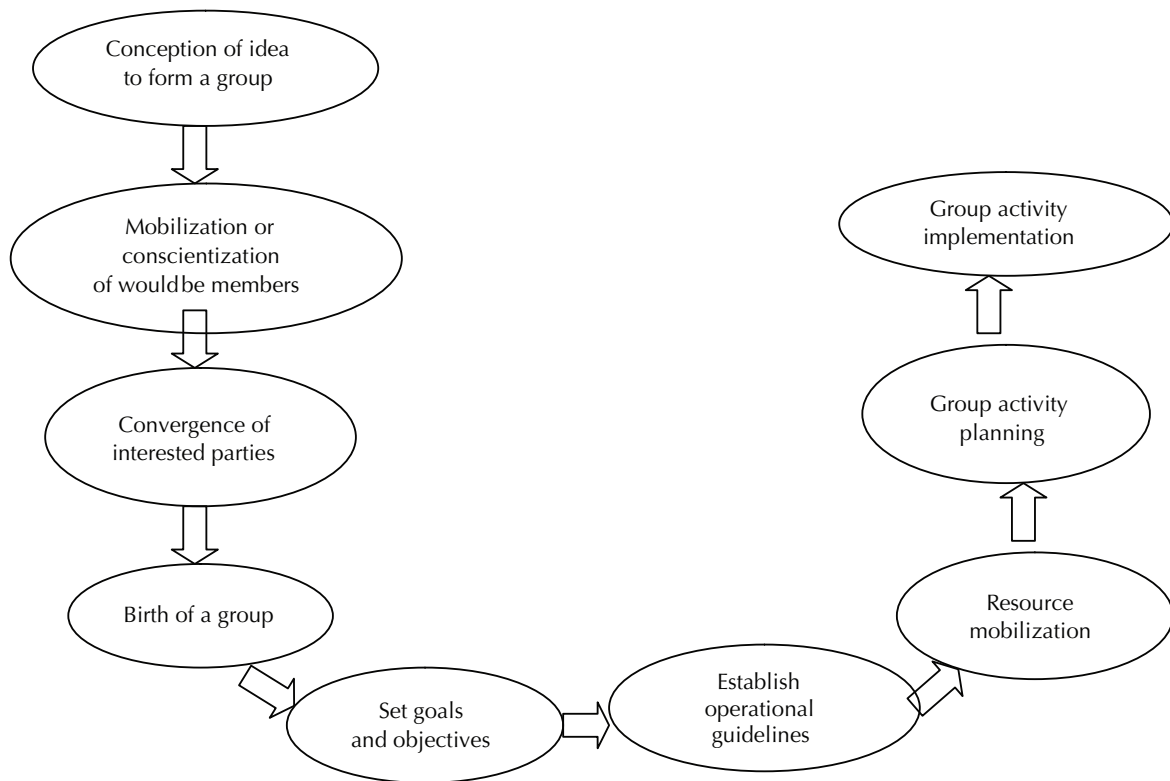 Conception of idea
to form a group
Mobilization or
conscientization
of wouldbe members
Convergence of
interested parties
Birth of a group
Set goals
and objectives
Establish
operational
guidelines
Resource
mobilization
Group activity
planning
Group activity
implementation